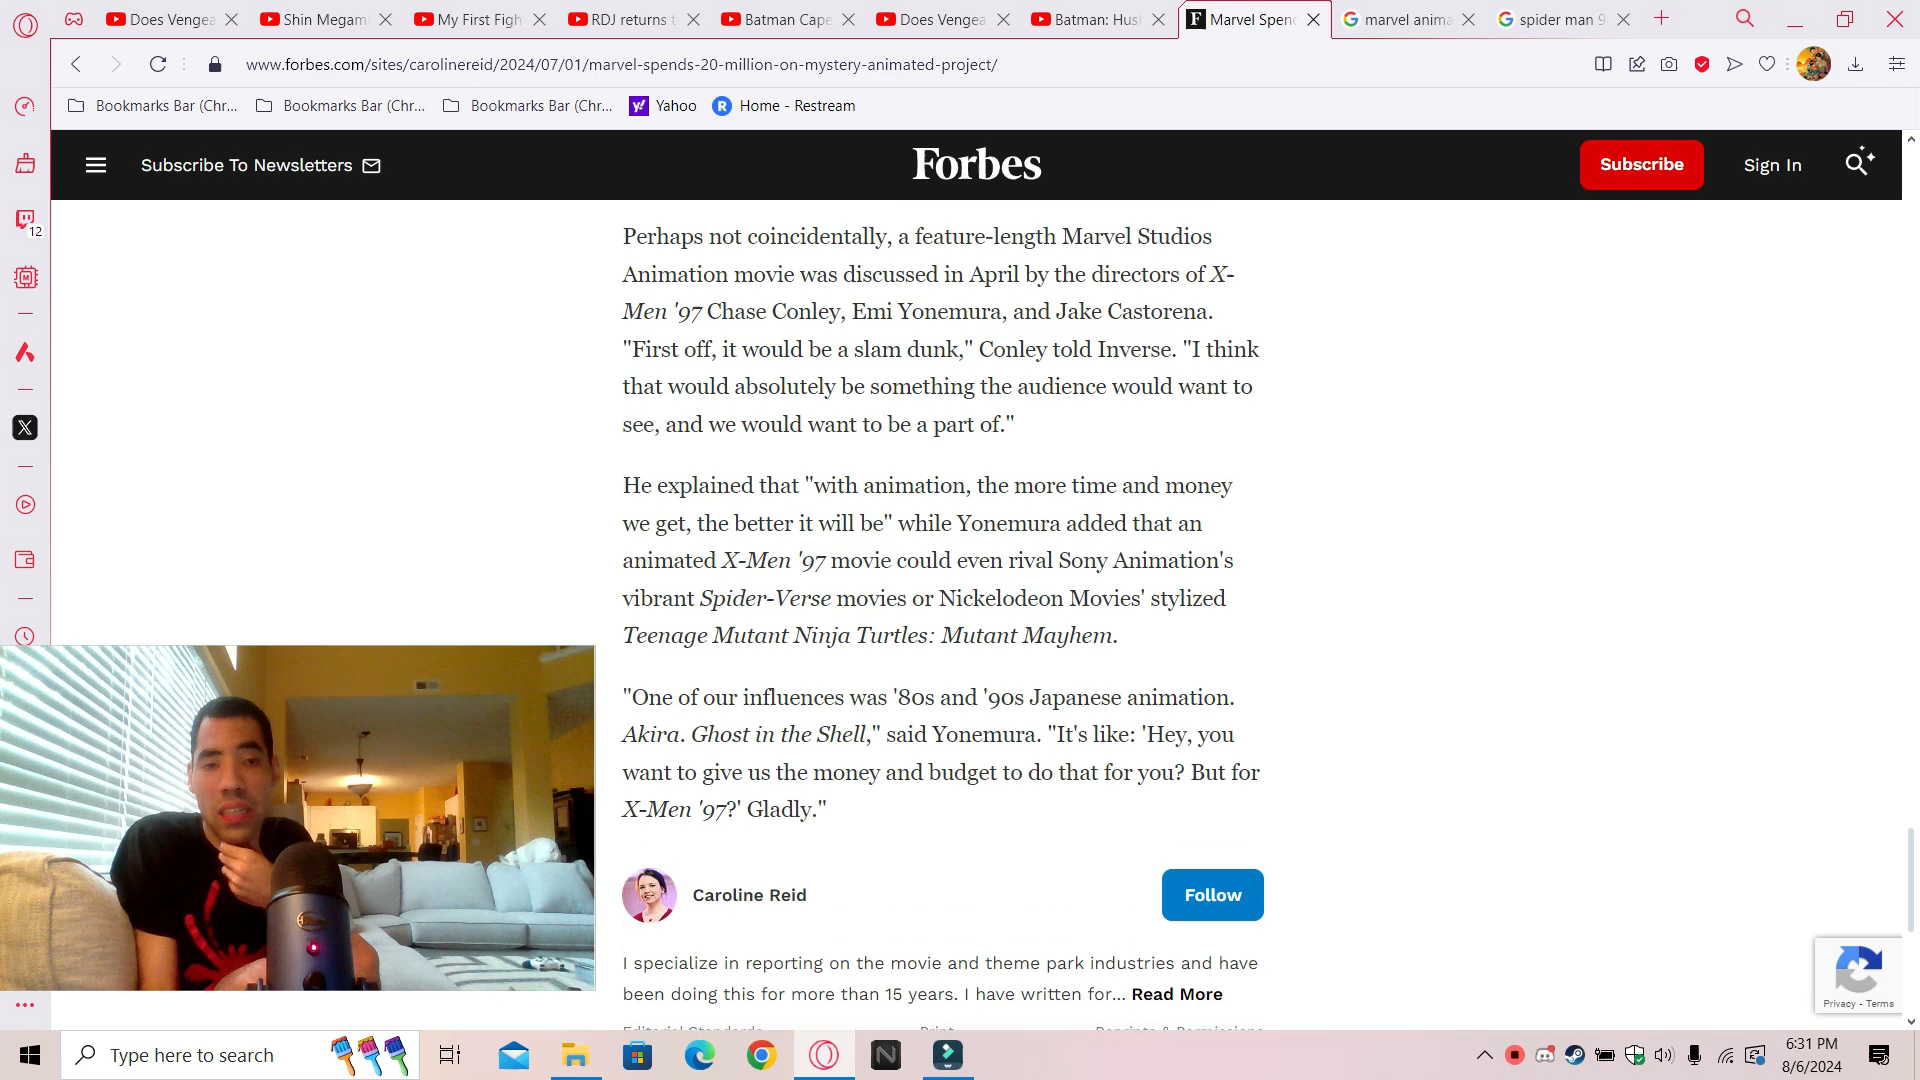 Does Vengea
Shin Megam
My First Figh
RDJ returns t
Batman Cape
Does Vengea
Batman: Hus
Marvel Spen
marvel anima
spider man 9
www.forbes.com/sites/carolinereid/2024/07/01/marvel-spends-20-million-on-mystery-animated-project/
Bookmarks Bar (Chr...
Bookmarks Bar (Chr...
Bookmarks Bar (Chr...
Yahoo
Home - Restream
Subscribe To Newsletters
Forbes
Subscribe
Sign In
12
Perhaps not coincidentally, a feature-length Marvel Studios
Animation movie was discussed in April by the directors of X-
Men '97 Chase Conley, Emi Yonemura, and Jake Castorena.
"First off, it would be a slam dunk," Conley told Inverse. "I think
that would absolutely be something the audience would want to
see, and we would want to be a part of."
He explained that "with animation, the more time and money
we get, the better it will be" while Yonemura added that an
animated X-Men '97 movie could even rival Sony Animation's
vibrant Spider-Verse movies or Nickelodeon Movies' stylized
Teenage Mutant Ninja Turtles: Mutant Mayhem.
"One of our influences was '80s and '90s Japanese animation.
Akira. Ghost in the Shell," said Yonemura. "It's like: 'Hey, you
want to give us the money and budget to do that for you? But for
X-Men '97?' Gladly."
Caroline Reid
Follow
I specialize in reporting on the movie and theme park industries and have
been doing this for more than 15 years. I have written for... Read More
Editorial Standards
Print
Reprints & Permissions
Privacy - Terms
Type here to search
6:31 PM
8/6/2024